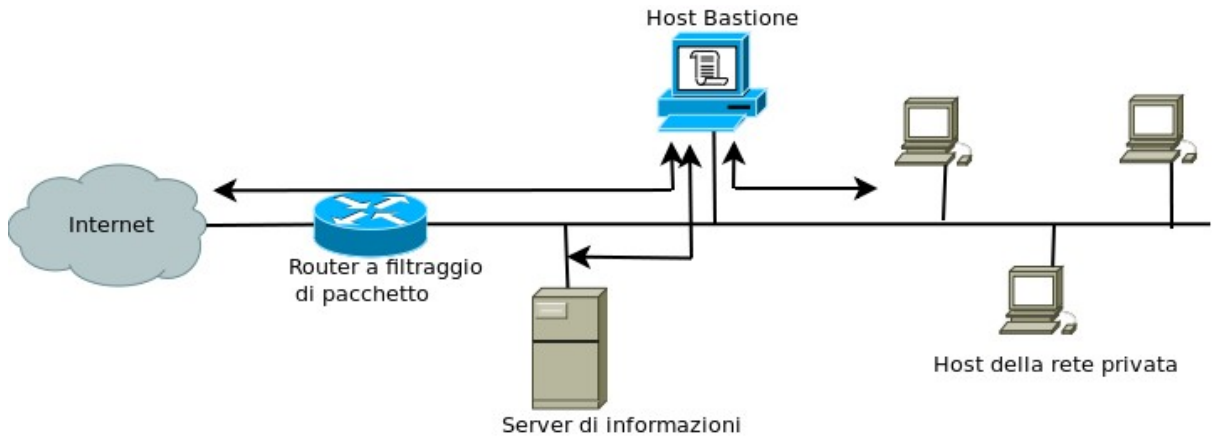 Host Bastione
Internet
Router a filtraggio
di pacchetto
Host della rete privata
Server di informazioni